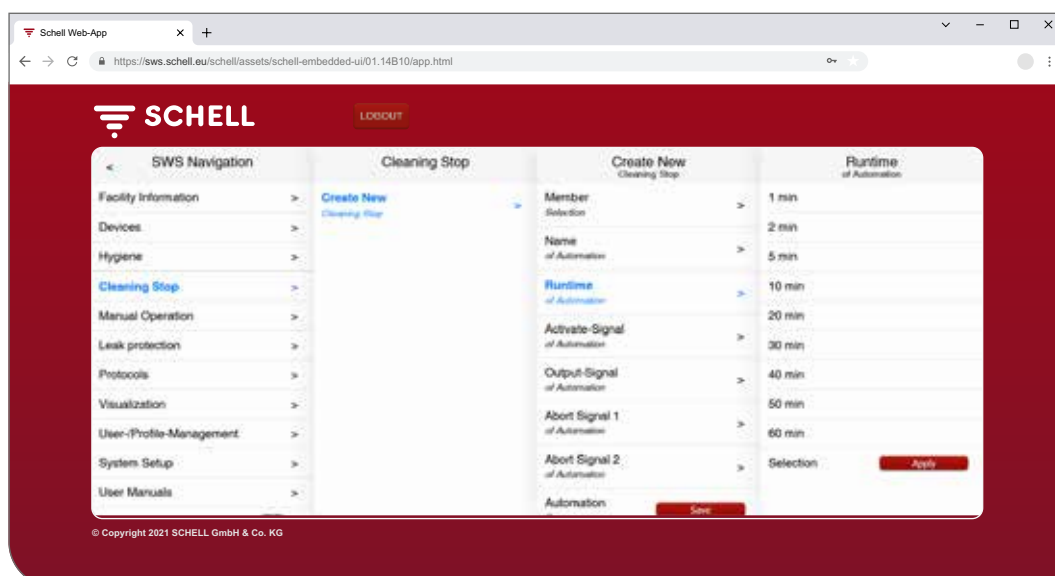 Schell Web-App
https://sws.schell.eu/schell/assets/schell-embedded-ui/01.14B10/app.html
SCHELL
LOGOUT
< SWS Navigation
Facility Information >
Devices >
Hygiene >
Cleaning Stop >
Manual Operation >
Leak protection >
Protocols >
Visualization >
User-/Profile-Management >
System Setup >
User Manuals >
Cleaning Stop
Create New >
Cleaning Stop
Create New
Cleaning Stop
Member >
Selection
Name >
of Automation
Runtime >
of Automation
Activate-Signal >
of Automation
Output-Signal >
of Automation
Abort Signal 1 >
of Automation
Abort Signal 2 >
of Automation
Automation
Save
Runtime
of Automation
1 min
2 min
5 min
10 min
20 min
30 min
40 min
50 min
60 min
Selection Apply
© Copyright 2021 SCHELL GmbH & Co. KG